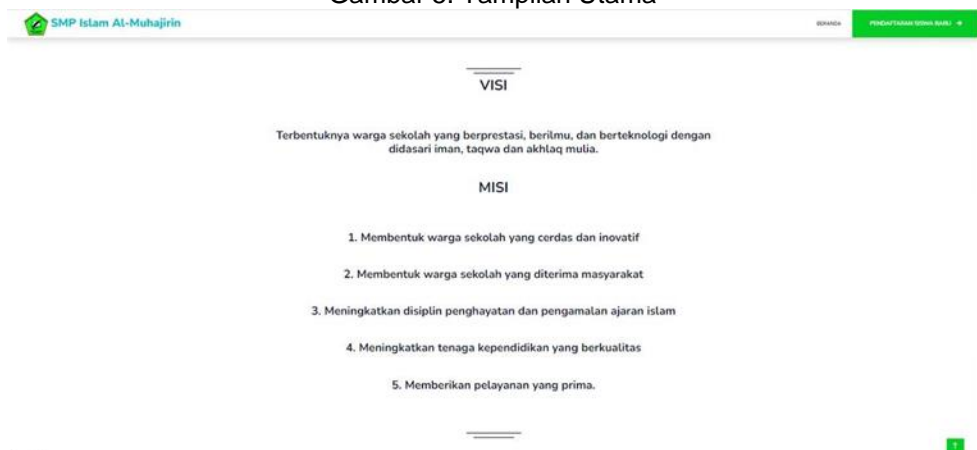 Gambar 6. Tampilan Utama
SMP Islam Al-Muhajirin
BERANDA
PENDAFTARAN SISWA BARU
VISI
Terbentuknya warga sekolah yang berprestasi, berilmu, dan berteknologi dengan
didasari iman, taqwa dan akhlaq mulia.
MISI
1. Membentuk warga sekolah yang cerdas dan inovatif
2. Membentuk warga sekolah yang diterima masyarakat
3. Meningkatkan disiplin penghayatan dan pengamalan ajaran islam
4. Meningkatkan tenaga kependidikan yang berkualitas
5. Memberikan pelayanan yang prima.